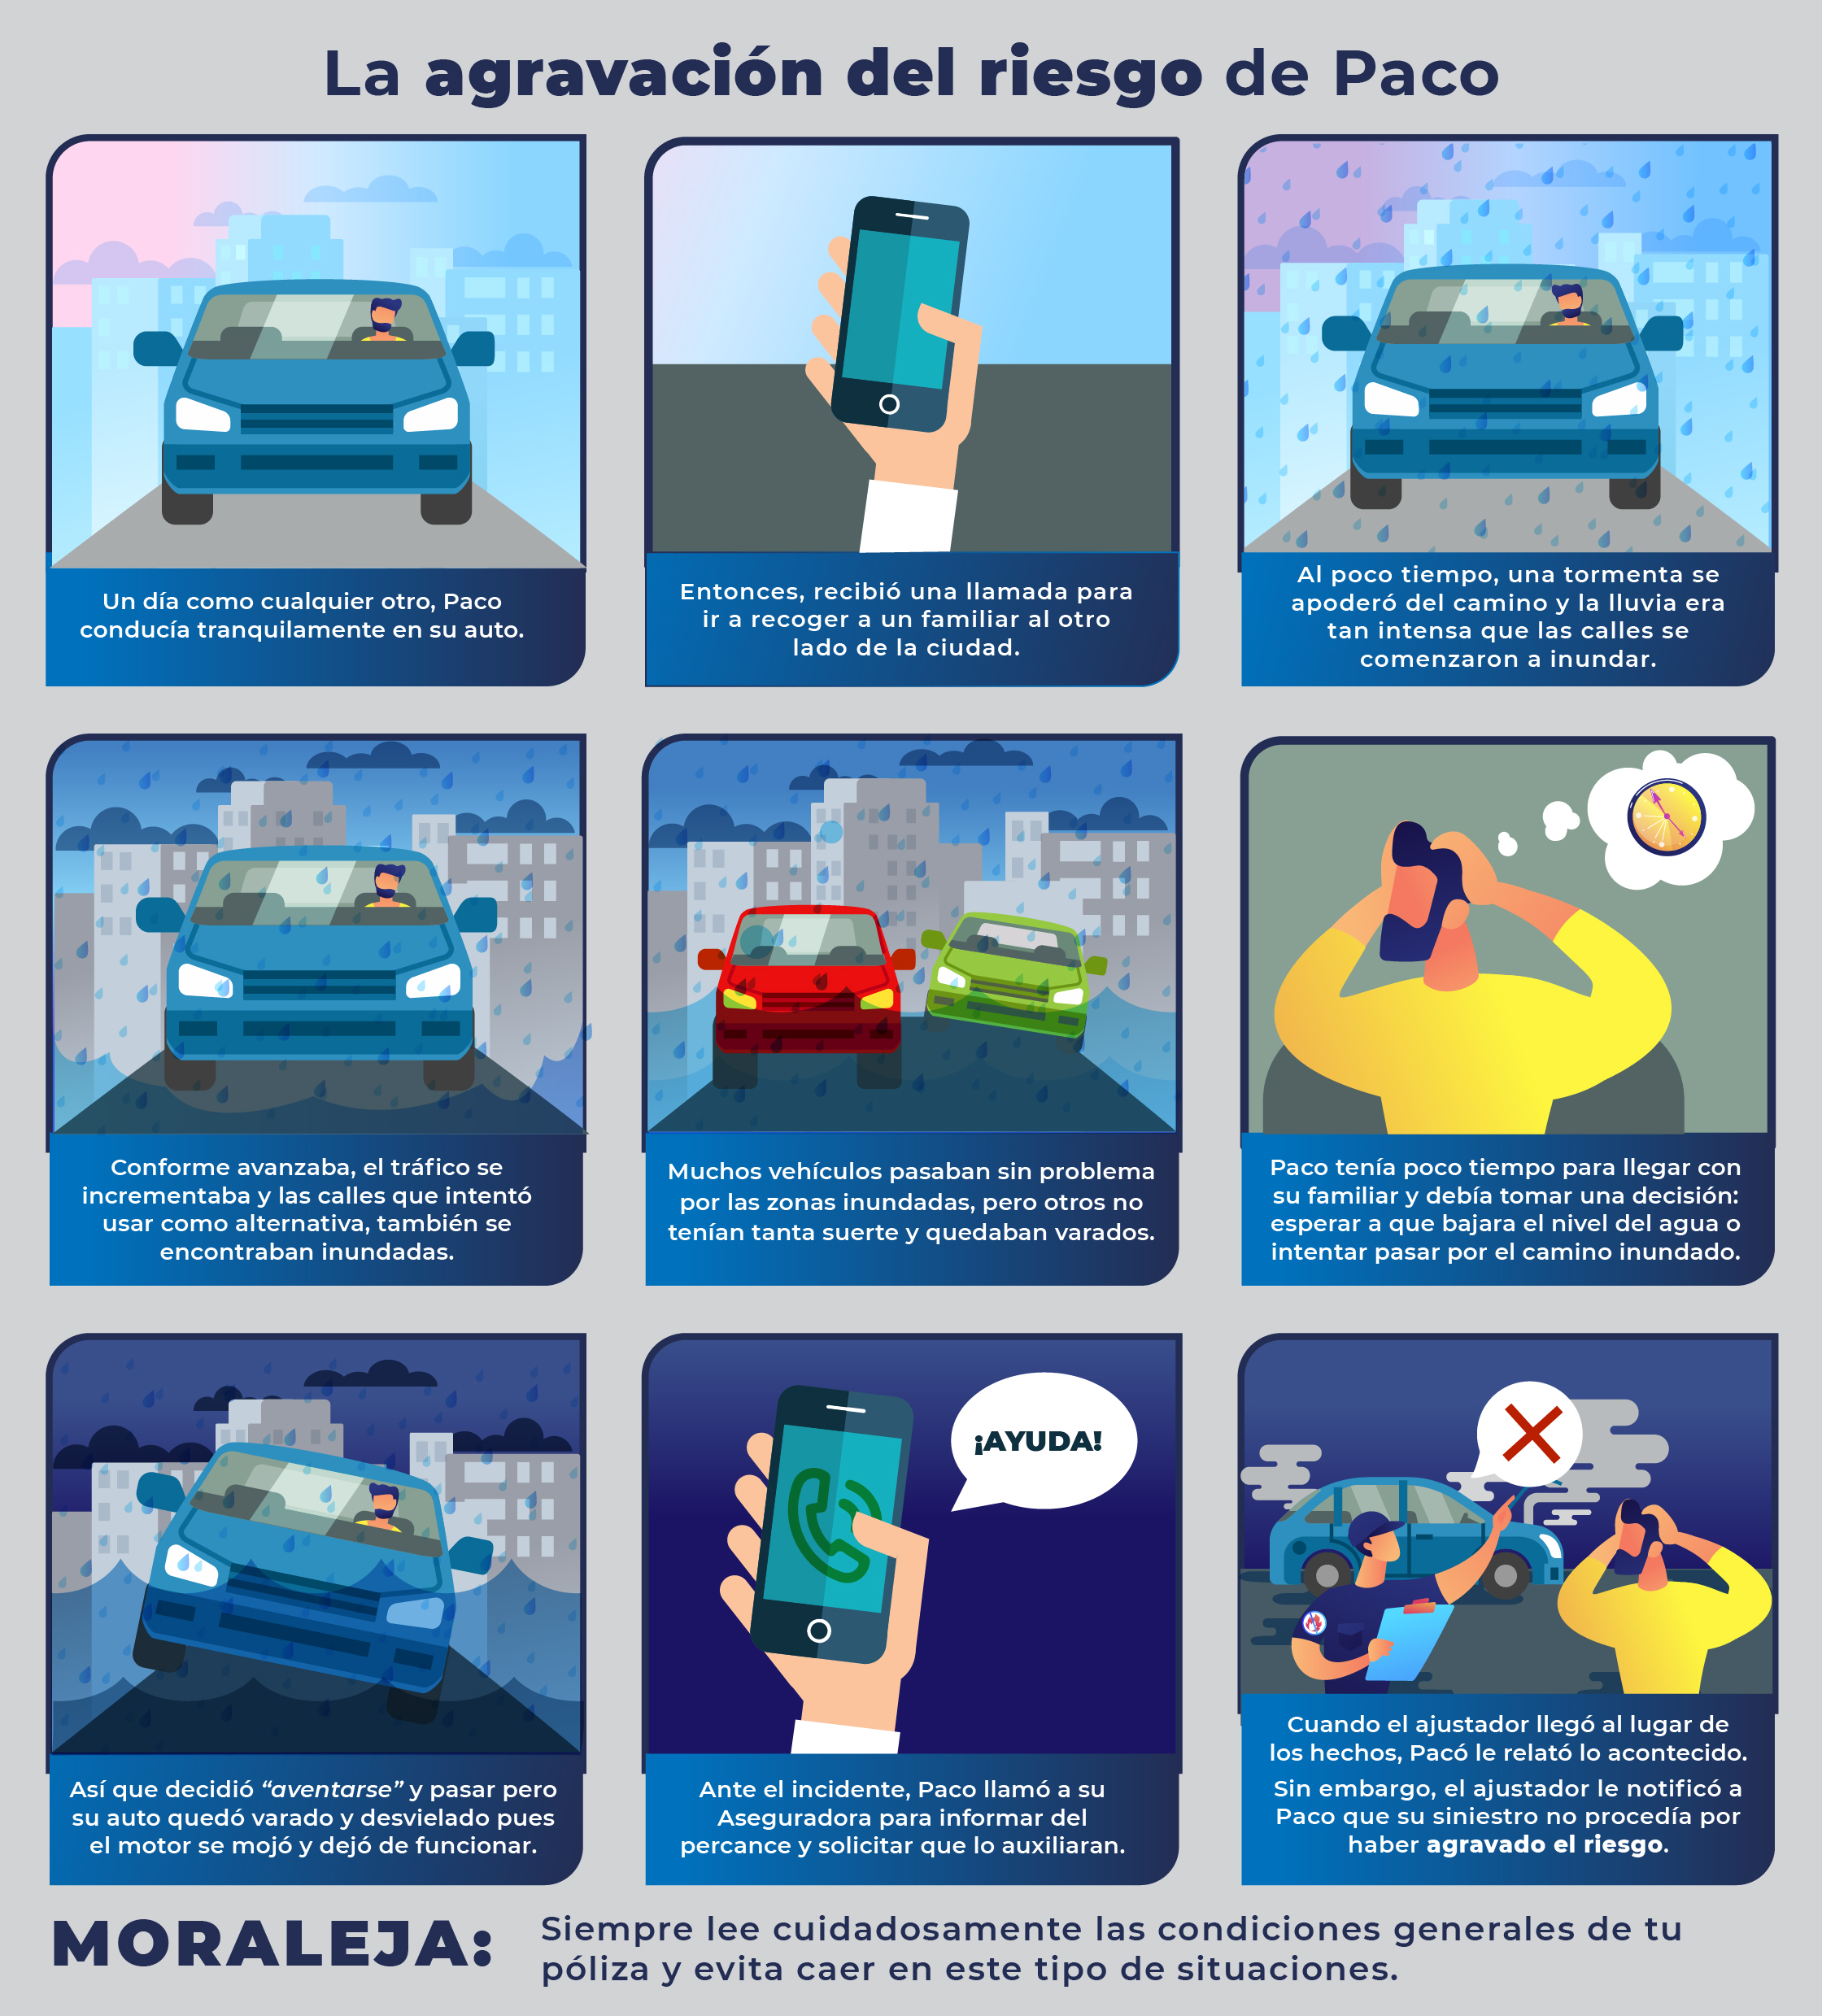 La agravación del riesgo de Paco
Un día como cualquier otro, Paco
conducía tranquilamente en su auto.
Entonces, recibió una llamada para
ir a recoger a un familiar al otro
lado de la ciudad.
Al poco tiempo, una tormenta se
apoderó del camino y la lluvia era
tan intensa que las calles se
comenzaron a inundar.
Conforme avanzaba, el tráfico se
incrementaba y las calles que intentó
usar como alternativa, también se
encontraban inundadas.
Muchos vehículos pasaban sin problema
por las zonas inundadas, pero otros no
tenían tanta suerte y quedaban varados.
Paco tenía poco tiempo para llegar con
su familiar y debía tomar una decisión:
esperar a que bajara el nivel del agua o
intentar pasar por el camino inundado.
Así que decidió “aventarse” y pasar pero
su auto quedó varado y desvielado pues
el motor se mojó y dejó de funcionar.
¡AYUDA!
Ante el incidente, Paco llamó a su
Aseguradora para informar del
percance y solicitar que lo auxiliaran.
Cuando el ajustador llegó al lugar de
los hechos, Pacó le relató lo acontecido.
Sin embargo, el ajustador le notificó a
Paco que su siniestro no procedía por
haber agravado el riesgo.
MORALEJA:
Siempre lee cuidadosamente las condiciones generales de tu
póliza y evita caer en este tipo de situaciones.